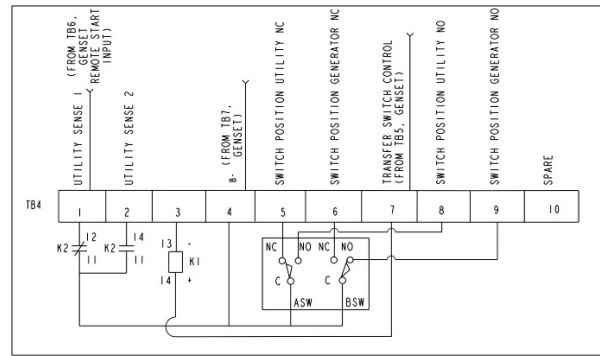 UTILITY SENSE 1
(FROM TB6,
GENSET
REMOTE START
INPUT)
UTILITY SENSE 2
B-
(FROM TB7,
GENSET)
SWITCH POSITION UTILITY NC
SWITCH POSITION GENERATOR NC
TRANSFER SWITCH CONTROL
(FROM TB5, GENSET)
SWITCH POSITION UTILITY NO
SWITCH POSITION GENERATOR NO
SPARE
TB4
1 2 3 4 5 6 7 8 9 10
K2 12 11
K2 14 11
13 -
K1
14 +
NC NO NC NO
C C
ASW BSW